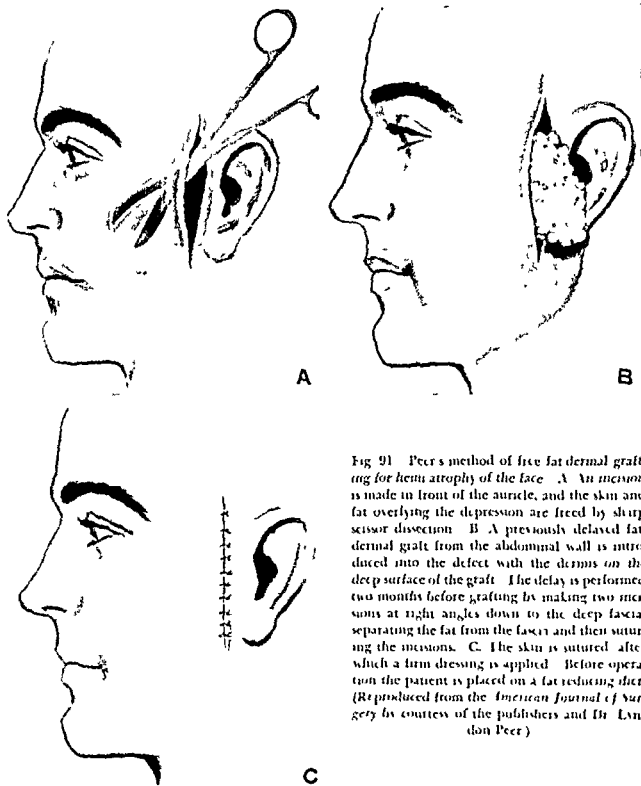 A
B
C
Fig 91 Peer s method of free fat dermal graft
ing for hemi atrophy of the face A An incision
is made in front of the auricle, and the skin and
fat overlying the depression are freed by sharp
scissor dissection B A previously delayed fat
dermal graft from the abdominal wall is intro
duced into the defect with the dermis on the
deep surface of the graft The delay is performed
two months before grafting by making two inci
sions at right angles down to the deep fascia
separating the fat from the fascia and then sutur
ing the incisions. C. The skin is sutured after
which a firm dressing is applied Before opera
tion the patient is placed on a fat reducing diet
(Reproduced from the American Journal of Sur
gery by courtesy of the publishers and Dr Lyn
don Peer)